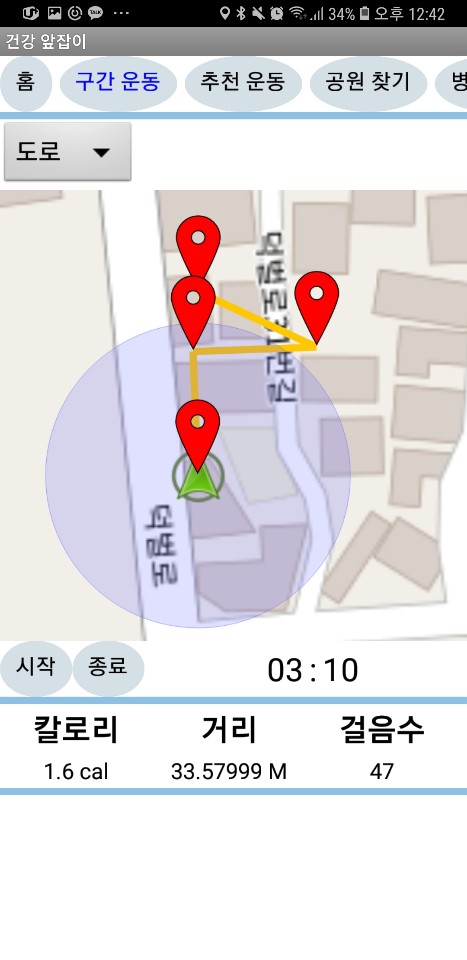 34% 오후 12:42
건강 앞잡이
홈 구간 운동 추천 운동 공원 찾기 병
도로
덕범로31번길
덕범로
시작 종료 03:10
칼로리 거리 걸음수
1.6 cal 33.57999 M 47